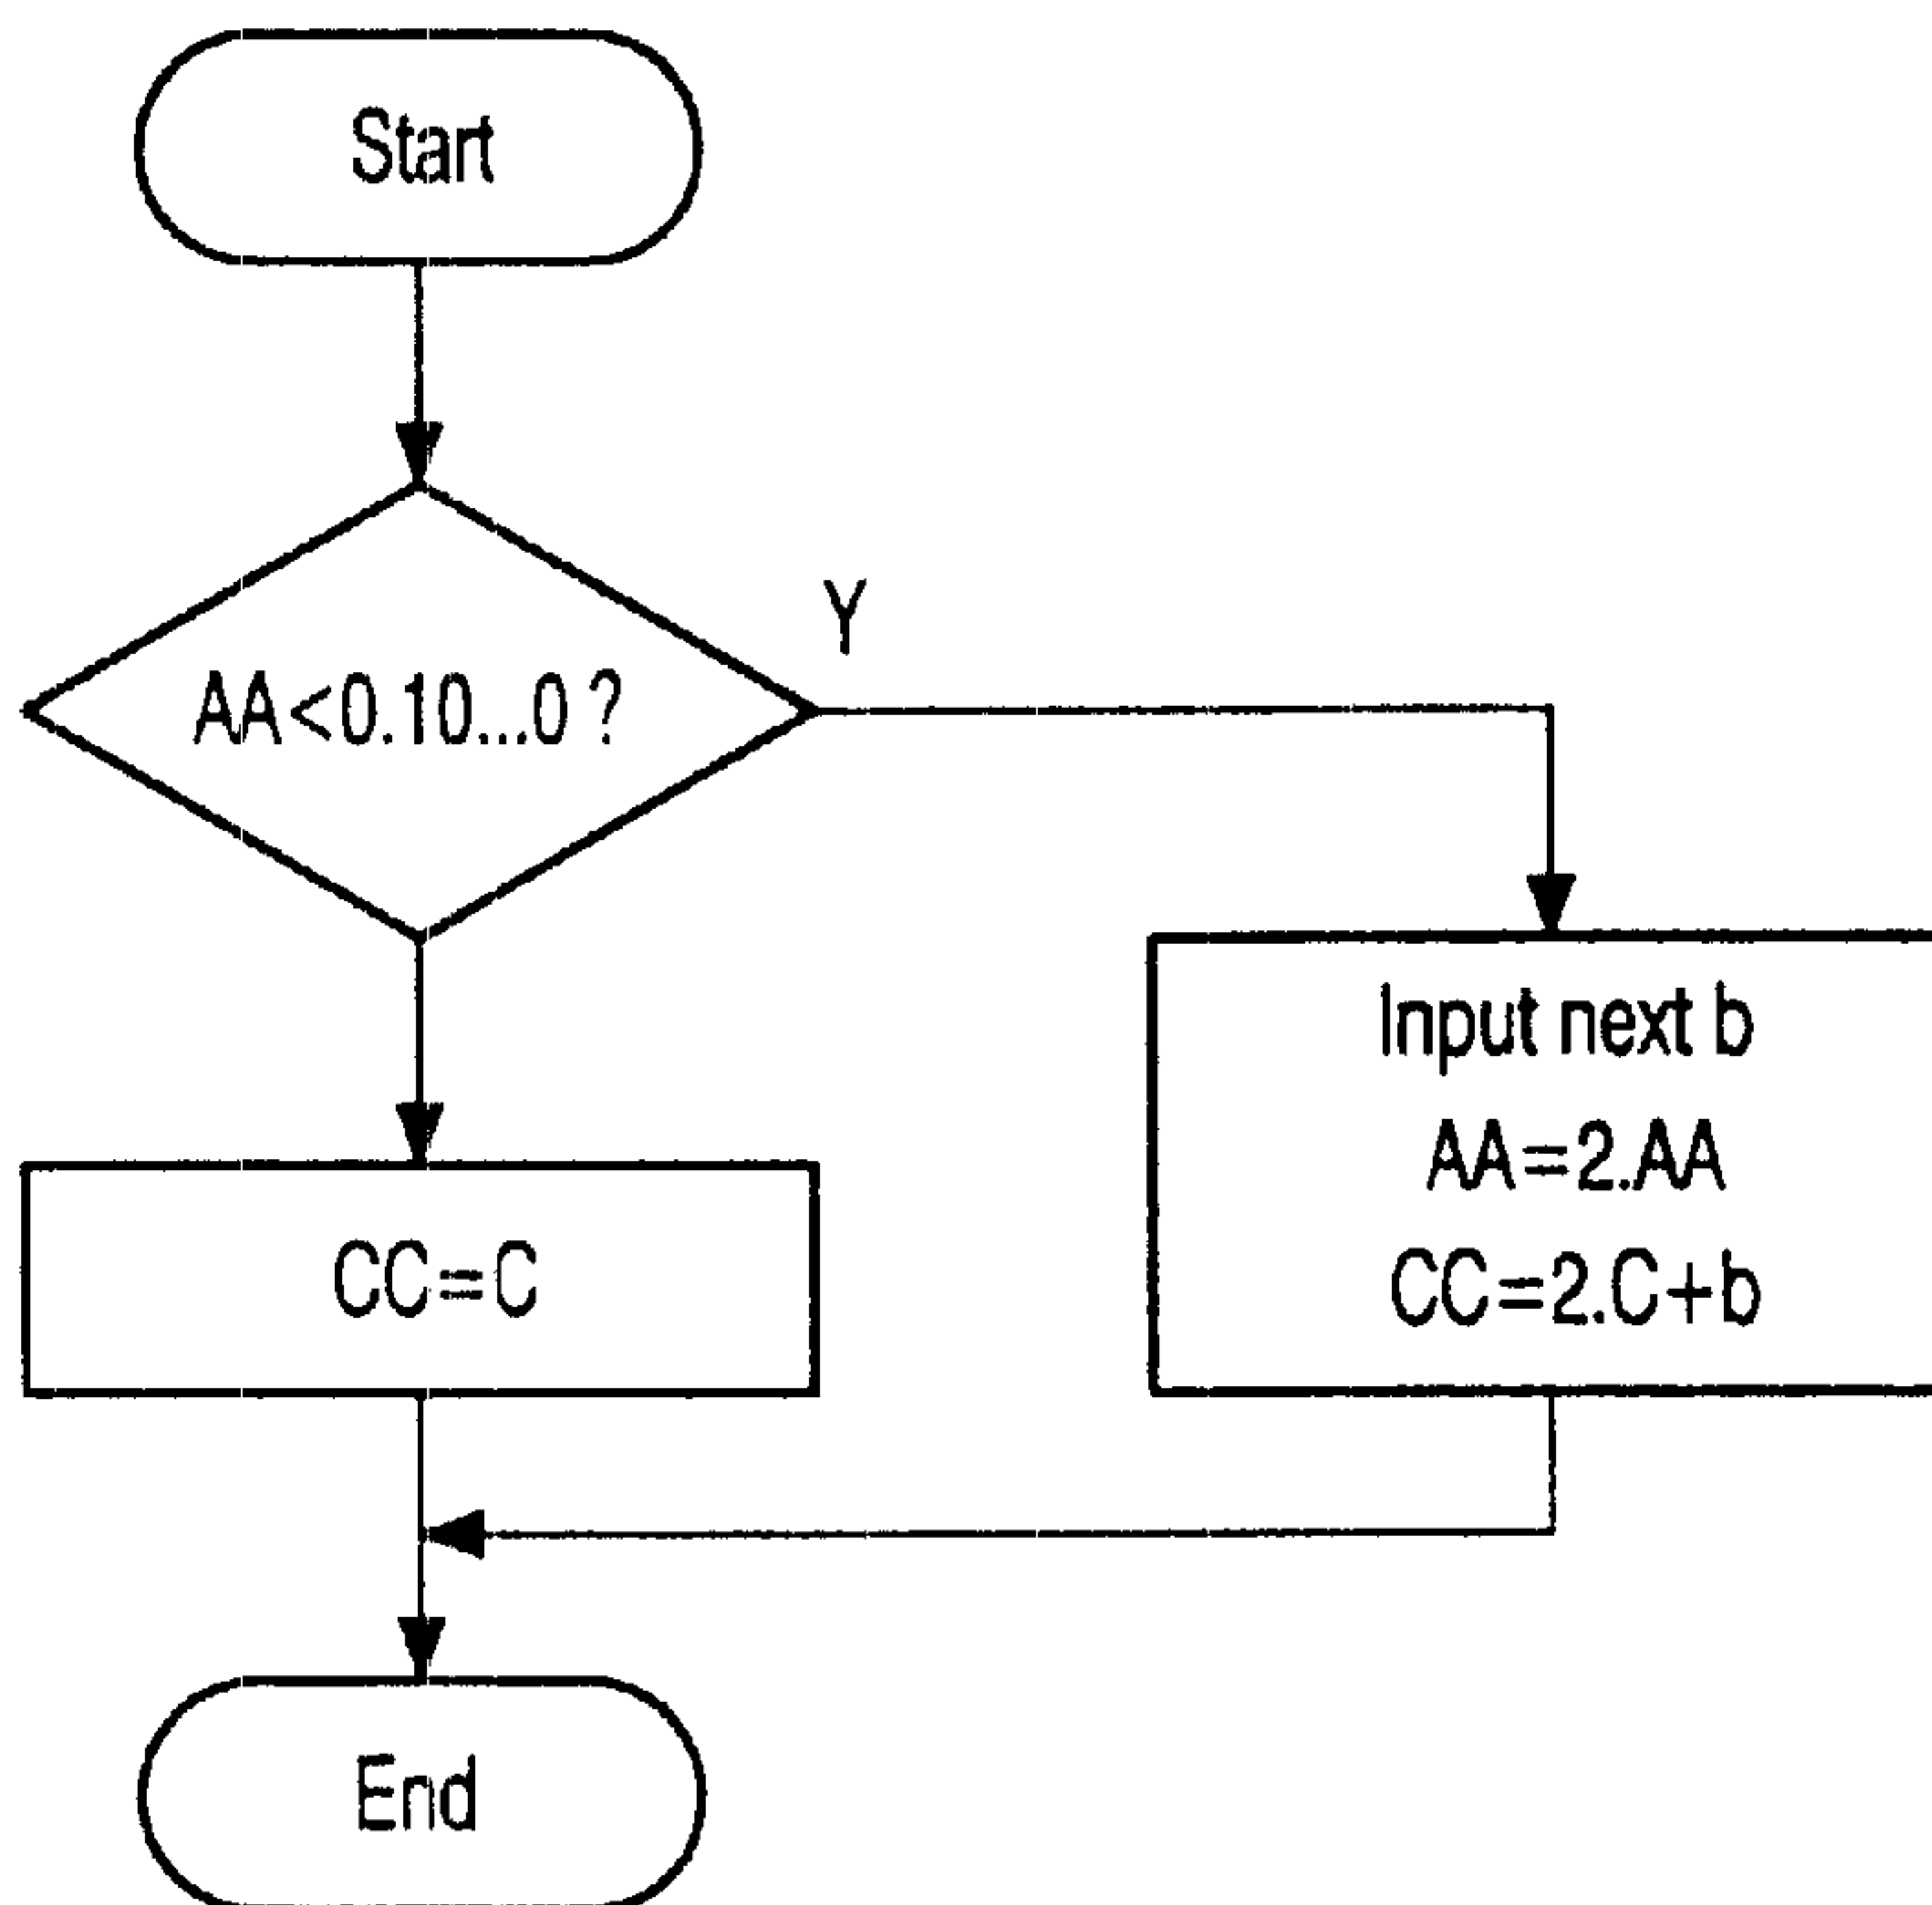 Start
Y
AA<0.10...0 ?
Input next b
AA=2.AA
CC=2.C+b
CC=C
End